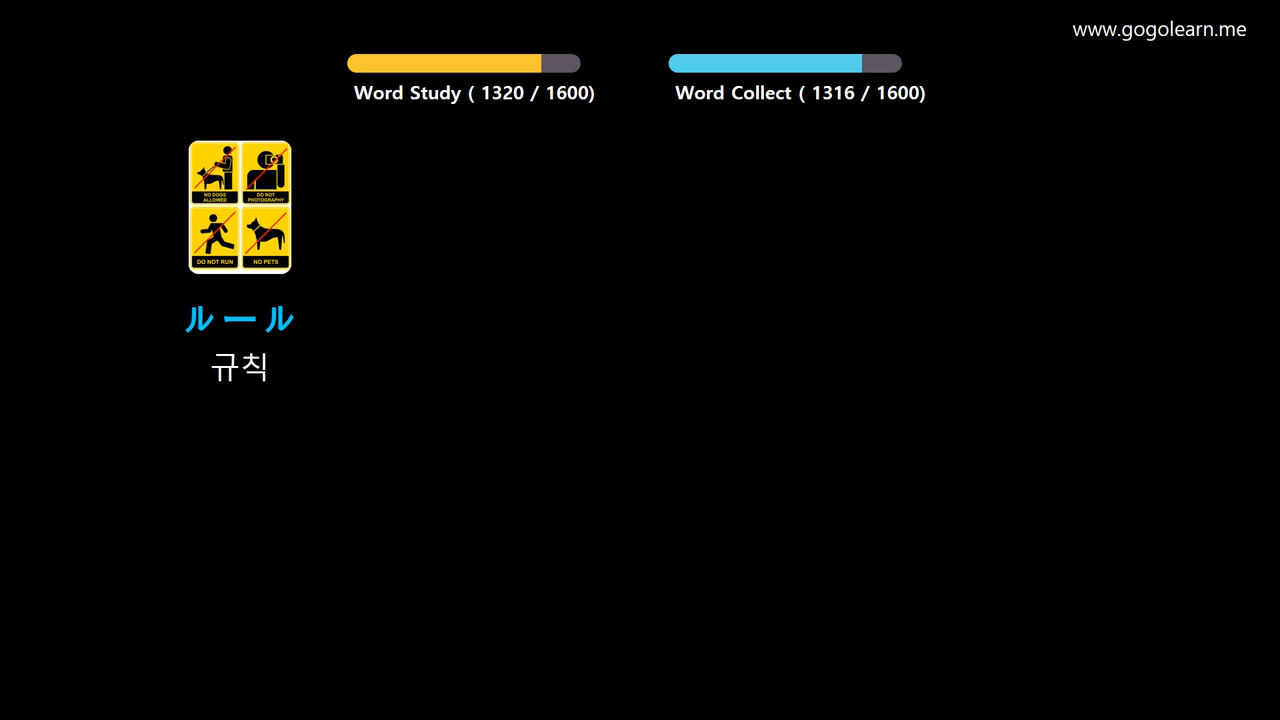 www.gogolearn.me
Word Study ( 1320 / 1600)
Word Collect ( 1316 / 1600)
NO DOGS
ALLOWED
DO NOT
PHOTOGRAPHY
DO NOT RUN
NO PETS
ルール
규칙